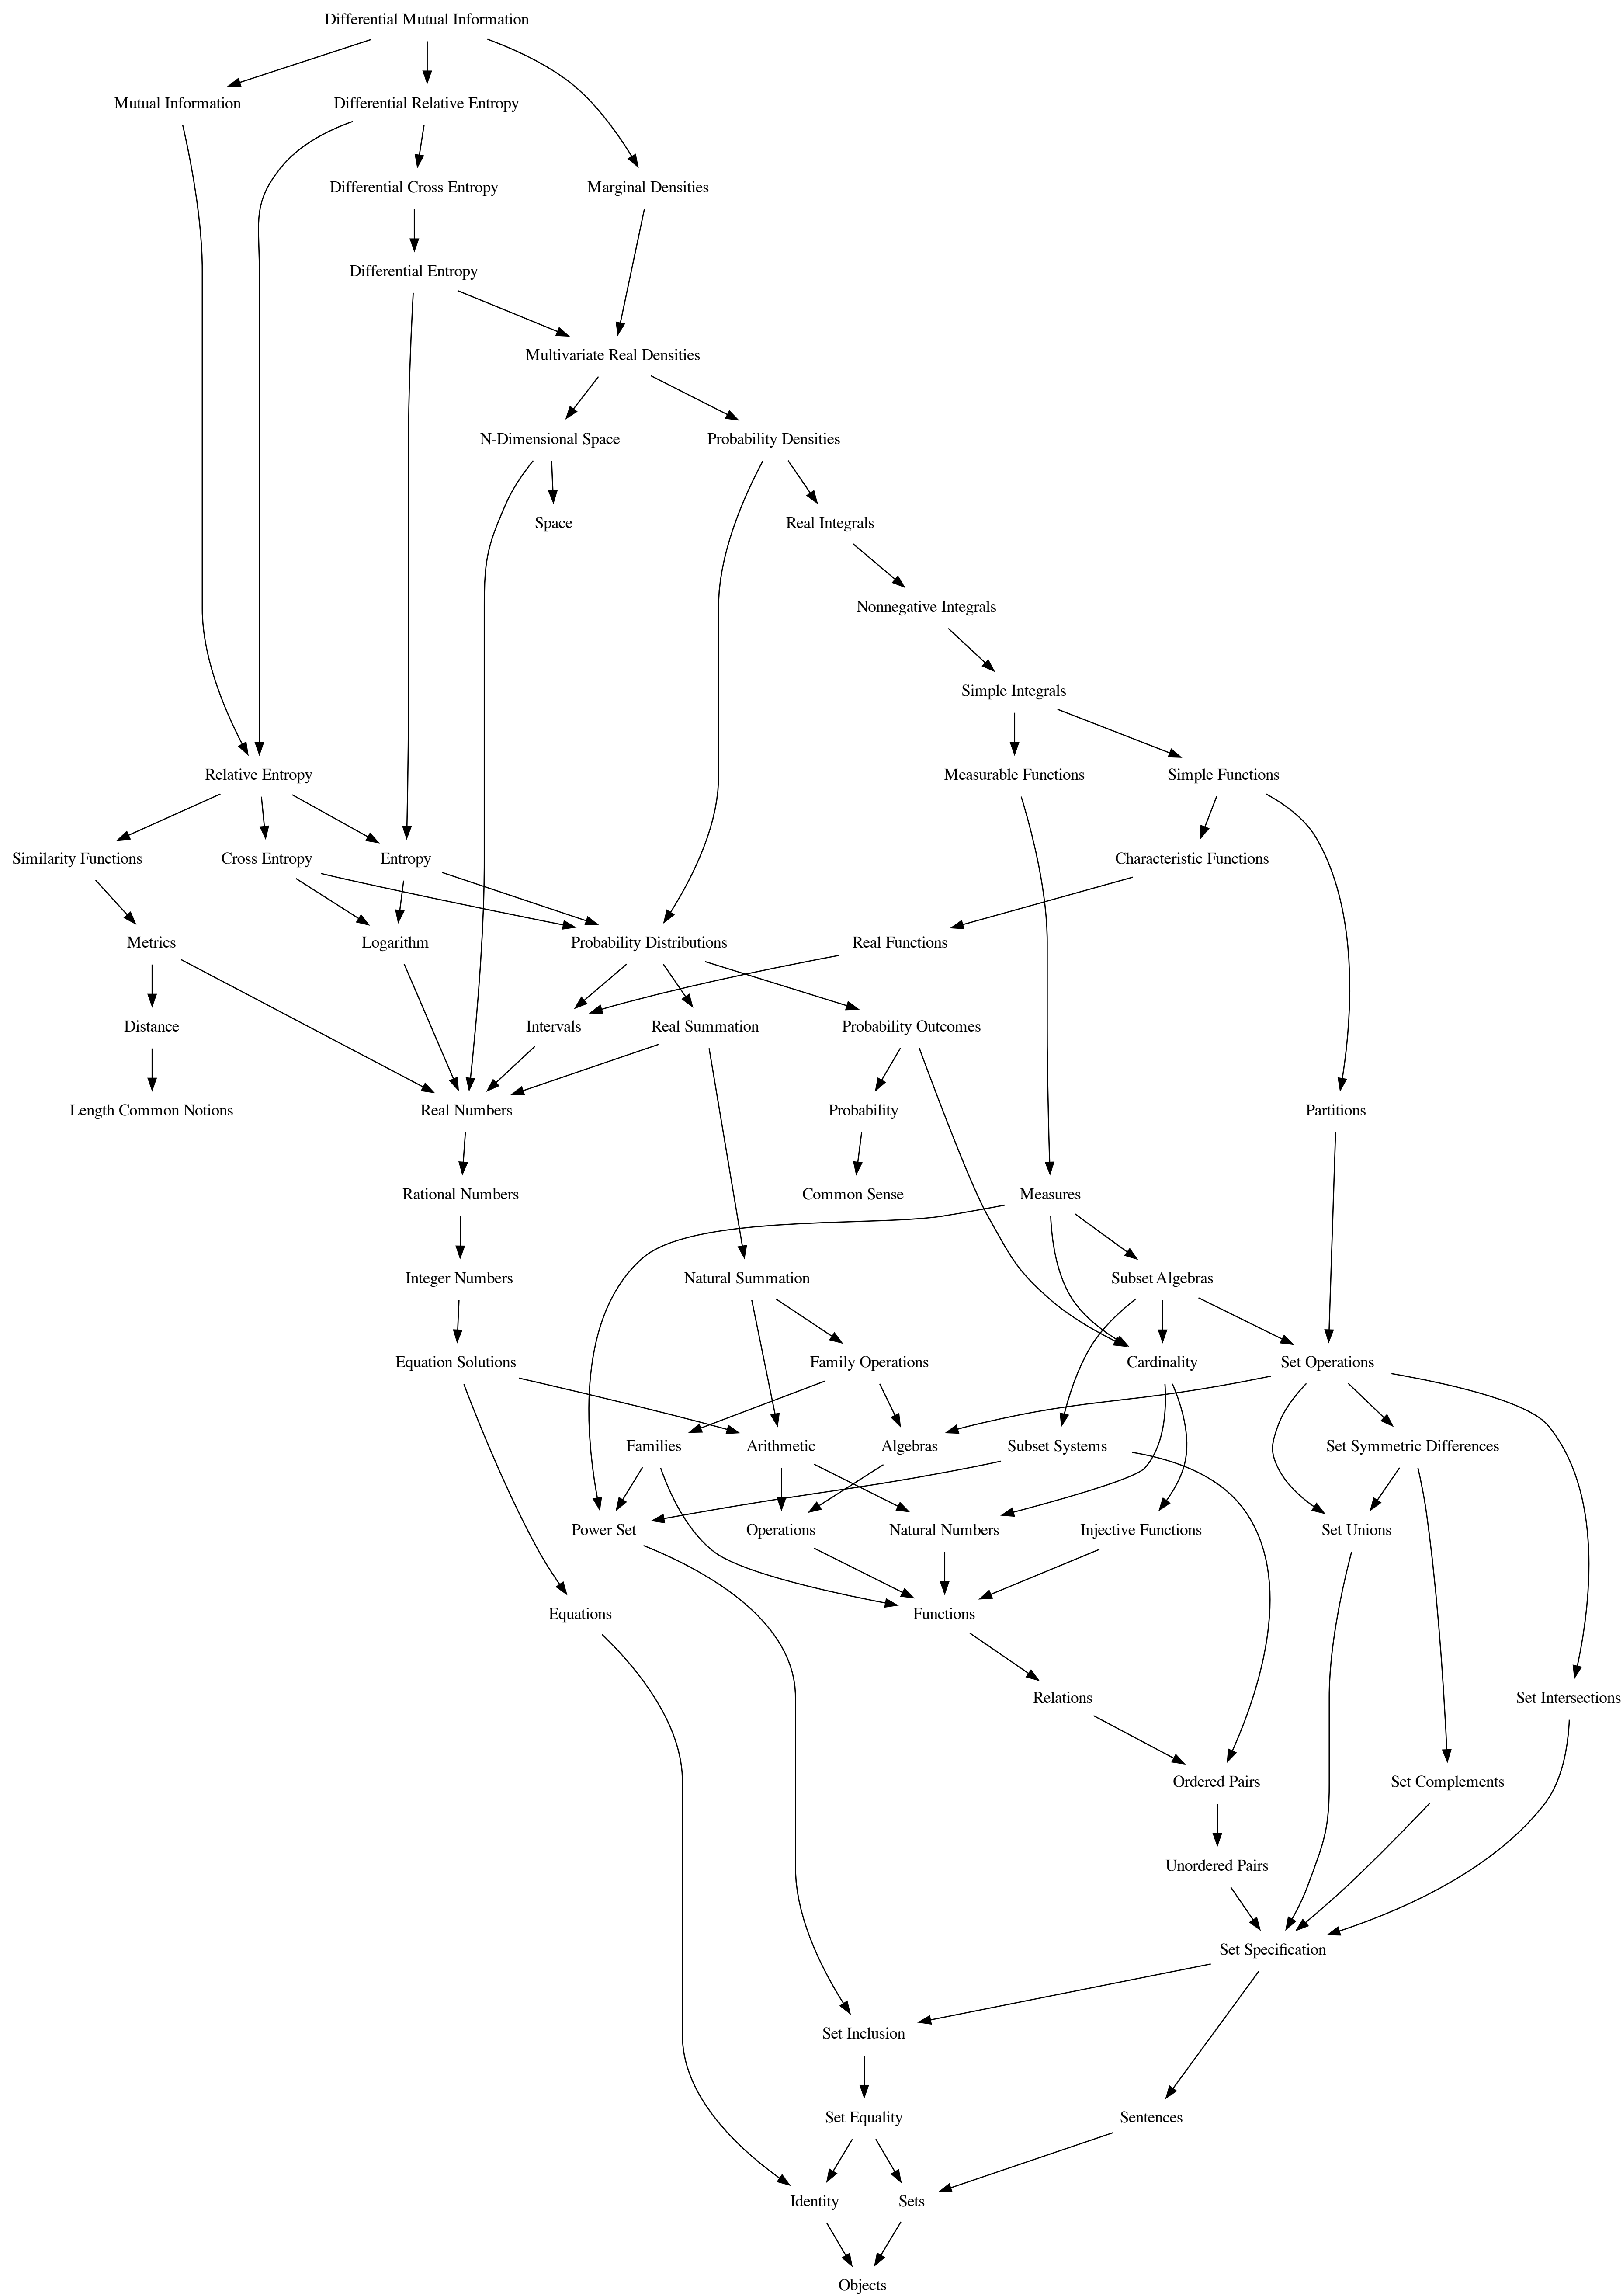 Differential Mutual Information
Mutual Information
Differential Relative Entropy
Differential Cross Entropy
Marginal Densities
Differential Entropy
Multivariate Real Densities
N-Dimensional Space
Probability Densities
Space
Real Integrals
Nonnegative Integrals
Simple Integrals
Relative Entropy
Measurable Functions
Simple Functions
Similarity Functions
Cross Entropy
Entropy
Characteristic Functions
Metrics
Logarithm
Probability Distributions
Real Functions
Distance
Intervals
Real Summation
Probability Outcomes
Length Common Notions
Real Numbers
Probability
Partitions
Rational Numbers
Common Sense
Measures
Integer Numbers
Natural Summation
Subset Algebras
Equation Solutions
Family Operations
Cardinality
Set Operations
Families
Arithmetic
Algebras
Subset Systems
Set Symmetric Differences
Power Set
Operations
Natural Numbers
Injective Functions
Set Unions
Equations
Functions
Relations
Set Intersections
Ordered Pairs
Set Complements
Unordered Pairs
Set Specification
Set Inclusion
Set Equality
Sentences
Identity
Sets
Objects